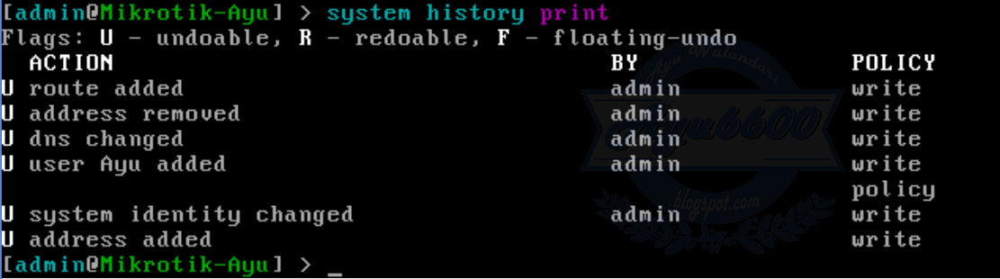 [admin@Mikrotik-Ayu] > system history print
Flags: U - undoable, R - redoable, F - floating-undo
  ACTION                                   BY               POLICY
U route added                              admin            write
U address removed                          admin            write
U dns changed                              admin            write
U user Ayu added                           admin            write
                                                            policy
U system identity changed                  admin            write
U address added                                             write
[admin@Mikrotik-Ayu] > _
Ayu Wulandari
Ayu6600
.blogspot.com